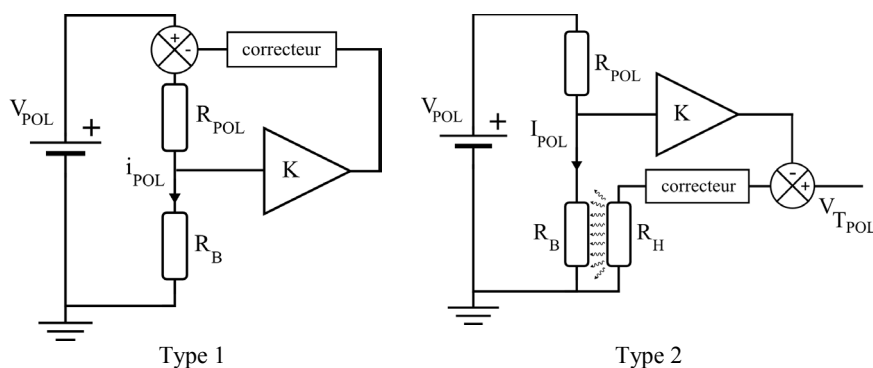 +
-
correcteur
V_POL
+
R_POL
i_POL
K
R_B
Type 1
R_POL
V_POL
+
K
I_POL
-
+
correcteur
V_T_POL
R_B
R_H
Type 2